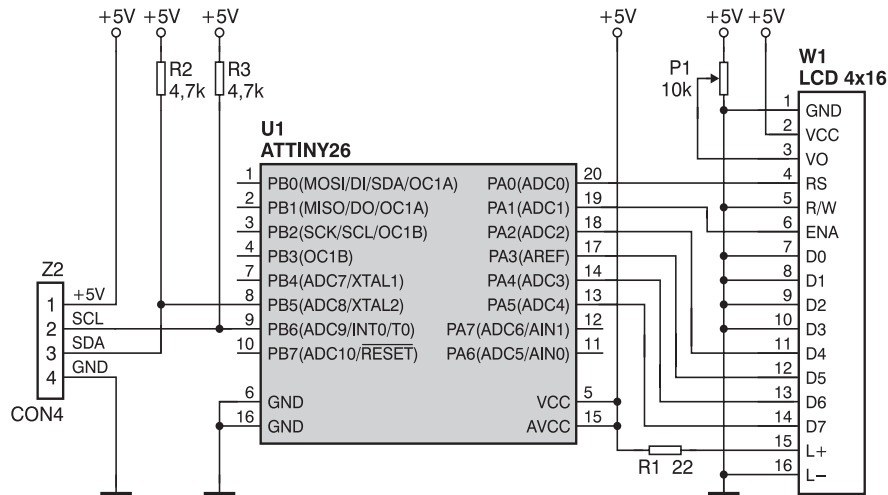 +5V +5V +5V +5V +5V +5V
R2
4,7k
R3
4,7k
P1
10k
W1
LCD 4x16
U1
ATTINY26
1 PB0(MOSI/DI/SDA/OC1A) PA0(ADC0) 20
2 PB1(MISO/DO/OC1A) PA1(ADC1) 19
3 PB2(SCK/SCL/OC1B) PA2(ADC2) 18
4 PB3(OC1B) PA3(AREF) 17
7 PB4(ADC7/XTAL1) PA4(ADC3) 14
8 PB5(ADC8/XTAL2) PA5(ADC4) 13
9 PB6(ADC9/INT0/T0) PA7(ADC6/AIN1) 12
10 PB7(ADC10/RESET) PA6(ADC5/AIN0) 11
6 GND VCC 5
16 GND AVCC 15
Z2
1 +5V
2 SCL
3 SDA
4 GND
CON4
R1 22
1 GND
2 VCC
3 VO
4 RS
5 R/W
6 ENA
7 D0
8 D1
9 D2
10 D3
11 D4
12 D5
13 D6
14 D7
15 L+
16 L−